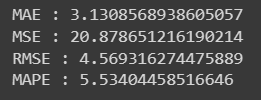 MAE : 3.1308568938605057
MSE : 20.878651216190214
RMSE : 4.569316274475889
MAPE : 5.53404458516646